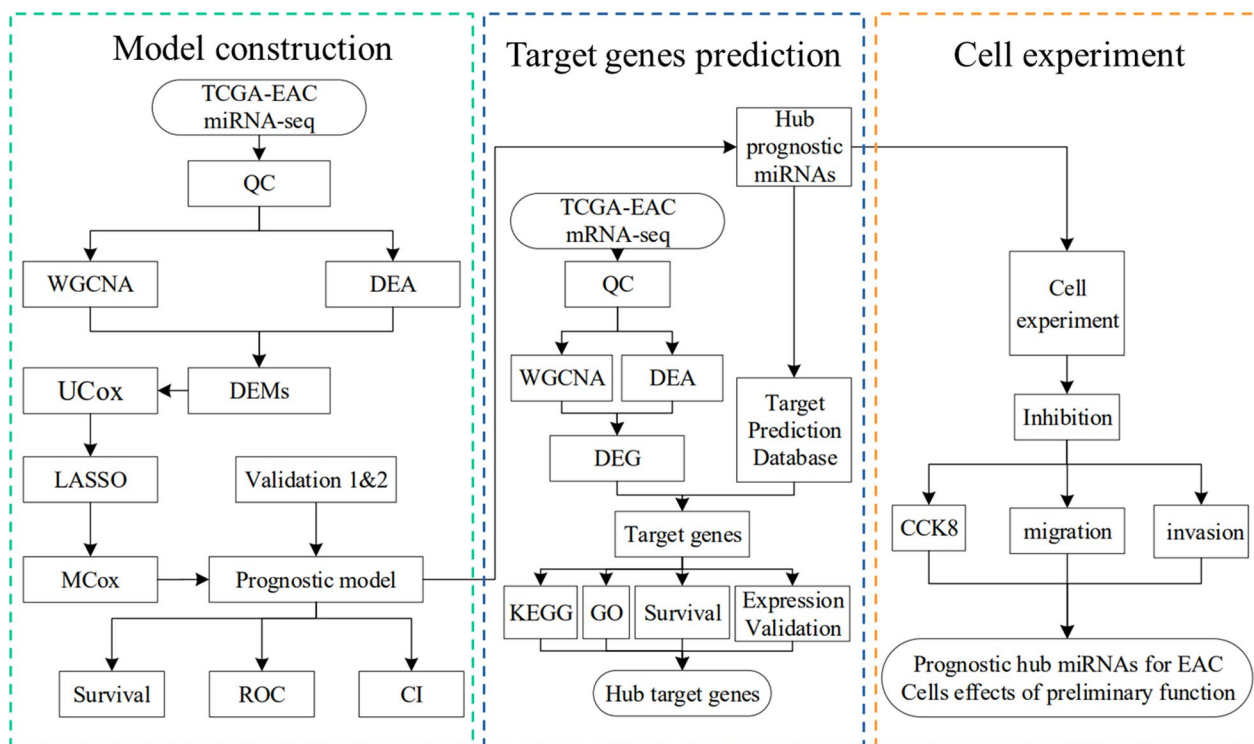 Model construction
TCGA-EAC
miRNA-seq
QC
WGCNA
DEA
UCox
DEMs
LASSO
Validation 1&2
MCox
Prognostic model
Survival
ROC
CI
Target genes prediction
Hub
prognostic
miRNAs
TCGA-EAC
mRNA-seq
QC
WGCNA
DEA
Target
Prediction
Database
DEG
Target genes
KEGG
GO
Survival
Expression
Validation
Hub target genes
Cell experiment
Cell
experiment
Inhibition
CCK8
migration
invasion
Prognostic hub miRNAs for EAC
Cells effects of preliminary function